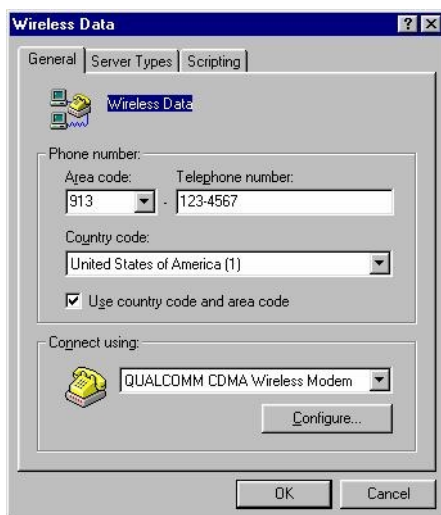 Wireless Data
General Server Types Scripting
Wireless Data
Phone number:
Area code: Telephone number:
913 - 123-4567
Country code:
United States of America (1)
Use country code and area code
Connect using:
QUALCOMM CDMA Wireless Modem
Configure...
OK Cancel